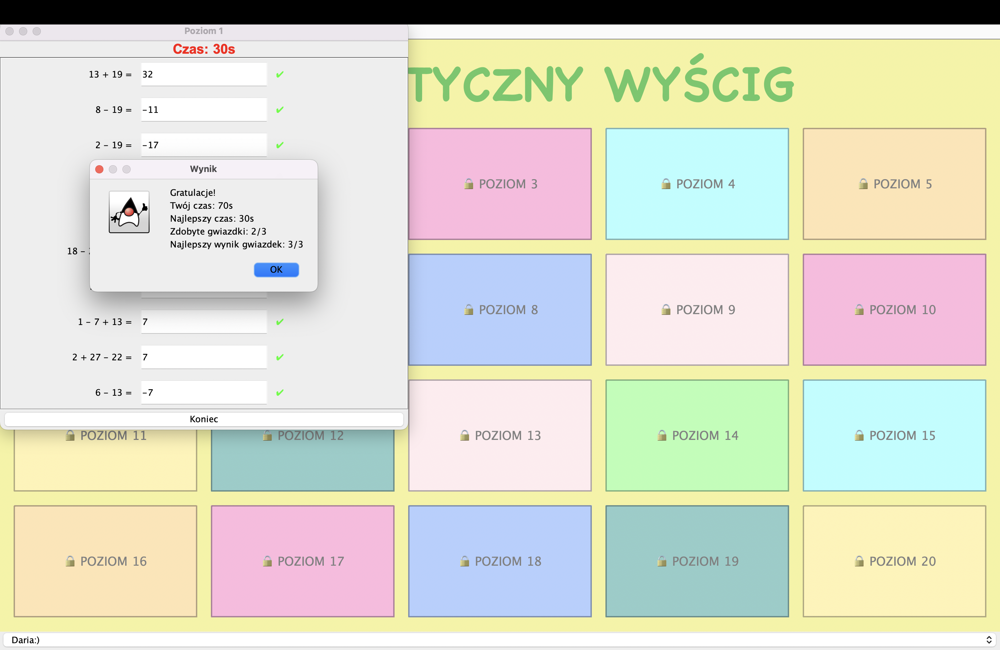 Poziom 1
Czas: 30s
13 + 19 =
32
✔
8 – 19 =
-11
✔
2 – 19 =
-17
✔
18 –
1 – 7 + 13 =
7
✔
2 + 27 – 22 =
7
✔
6 – 13 =
-7
✔
Koniec
Wynik
Gratulacje!
Twój czas: 70s
Najlepszy czas: 30s
Zdobyte gwiazdki: 2/3
Najlepszy wynik gwiazdek: 3/3
OK
TYCZNY WYŚCIG
POZIOM 3
POZIOM 4
POZIOM 5
POZIOM 8
POZIOM 9
POZIOM 10
POZIOM 11
POZIOM 12
POZIOM 13
POZIOM 14
POZIOM 15
POZIOM 16
POZIOM 17
POZIOM 18
POZIOM 19
POZIOM 20
Daria:)